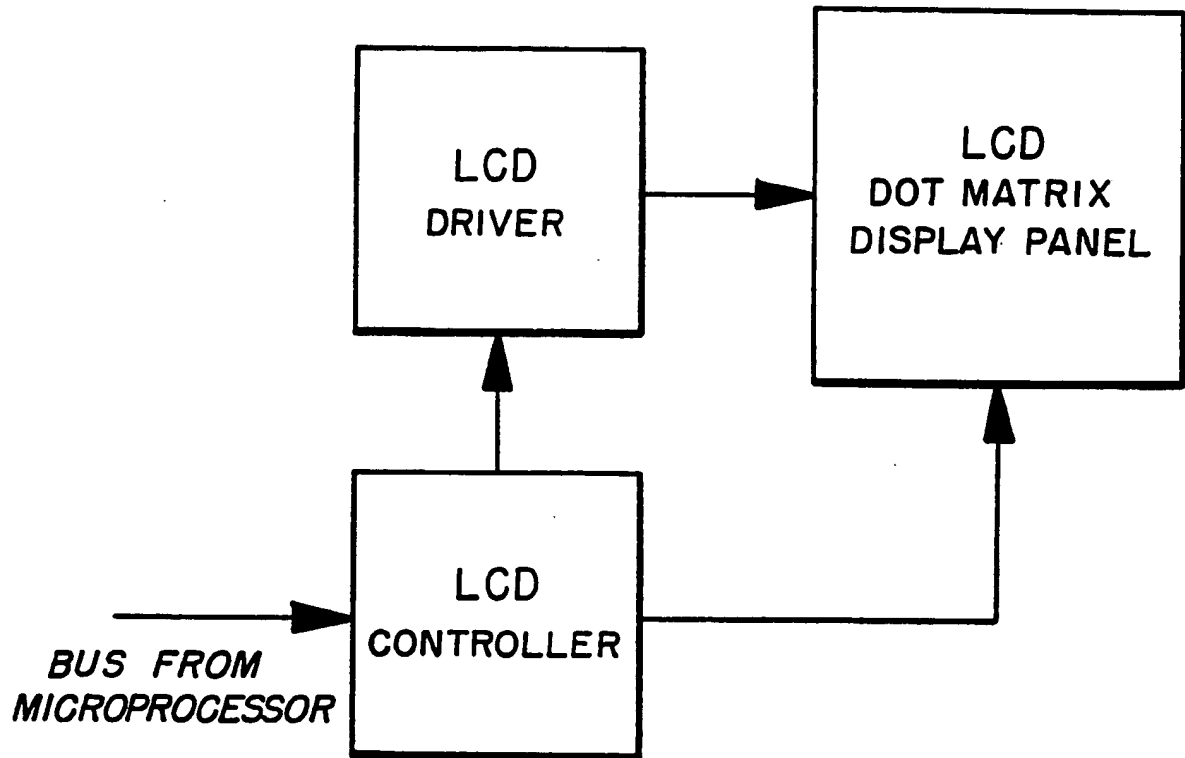 LCD
DRIVER
LCD
DOT MATRIX
DISPLAY PANEL
LCD
CONTROLLER
BUS FROM
MICROPROCESSOR